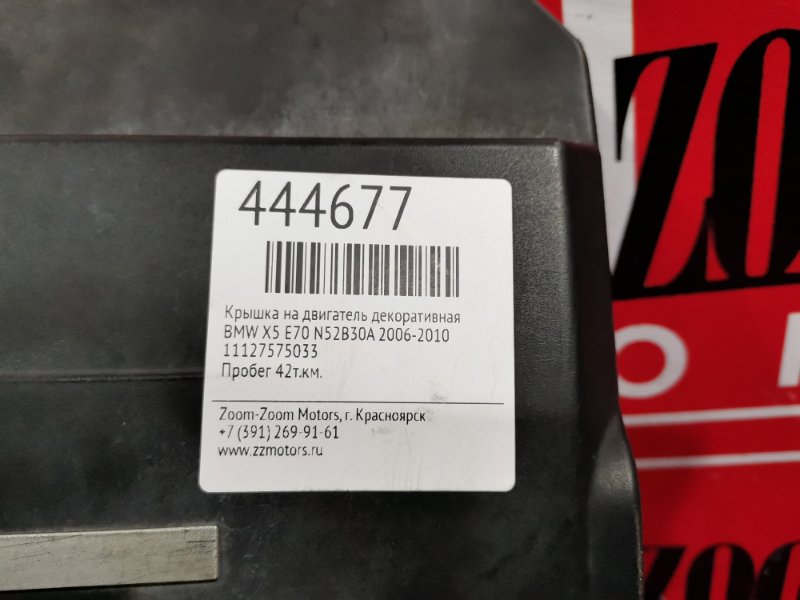 444677
Крышка на двигатель декоративная
BMW X5 E70 N52B30A 2006-2010
11127575033
Пробег 42т.км.
Zoom-Zoom Motors, г. Красноярск
+7 (391) 269-91-61
www.zzmotors.ru